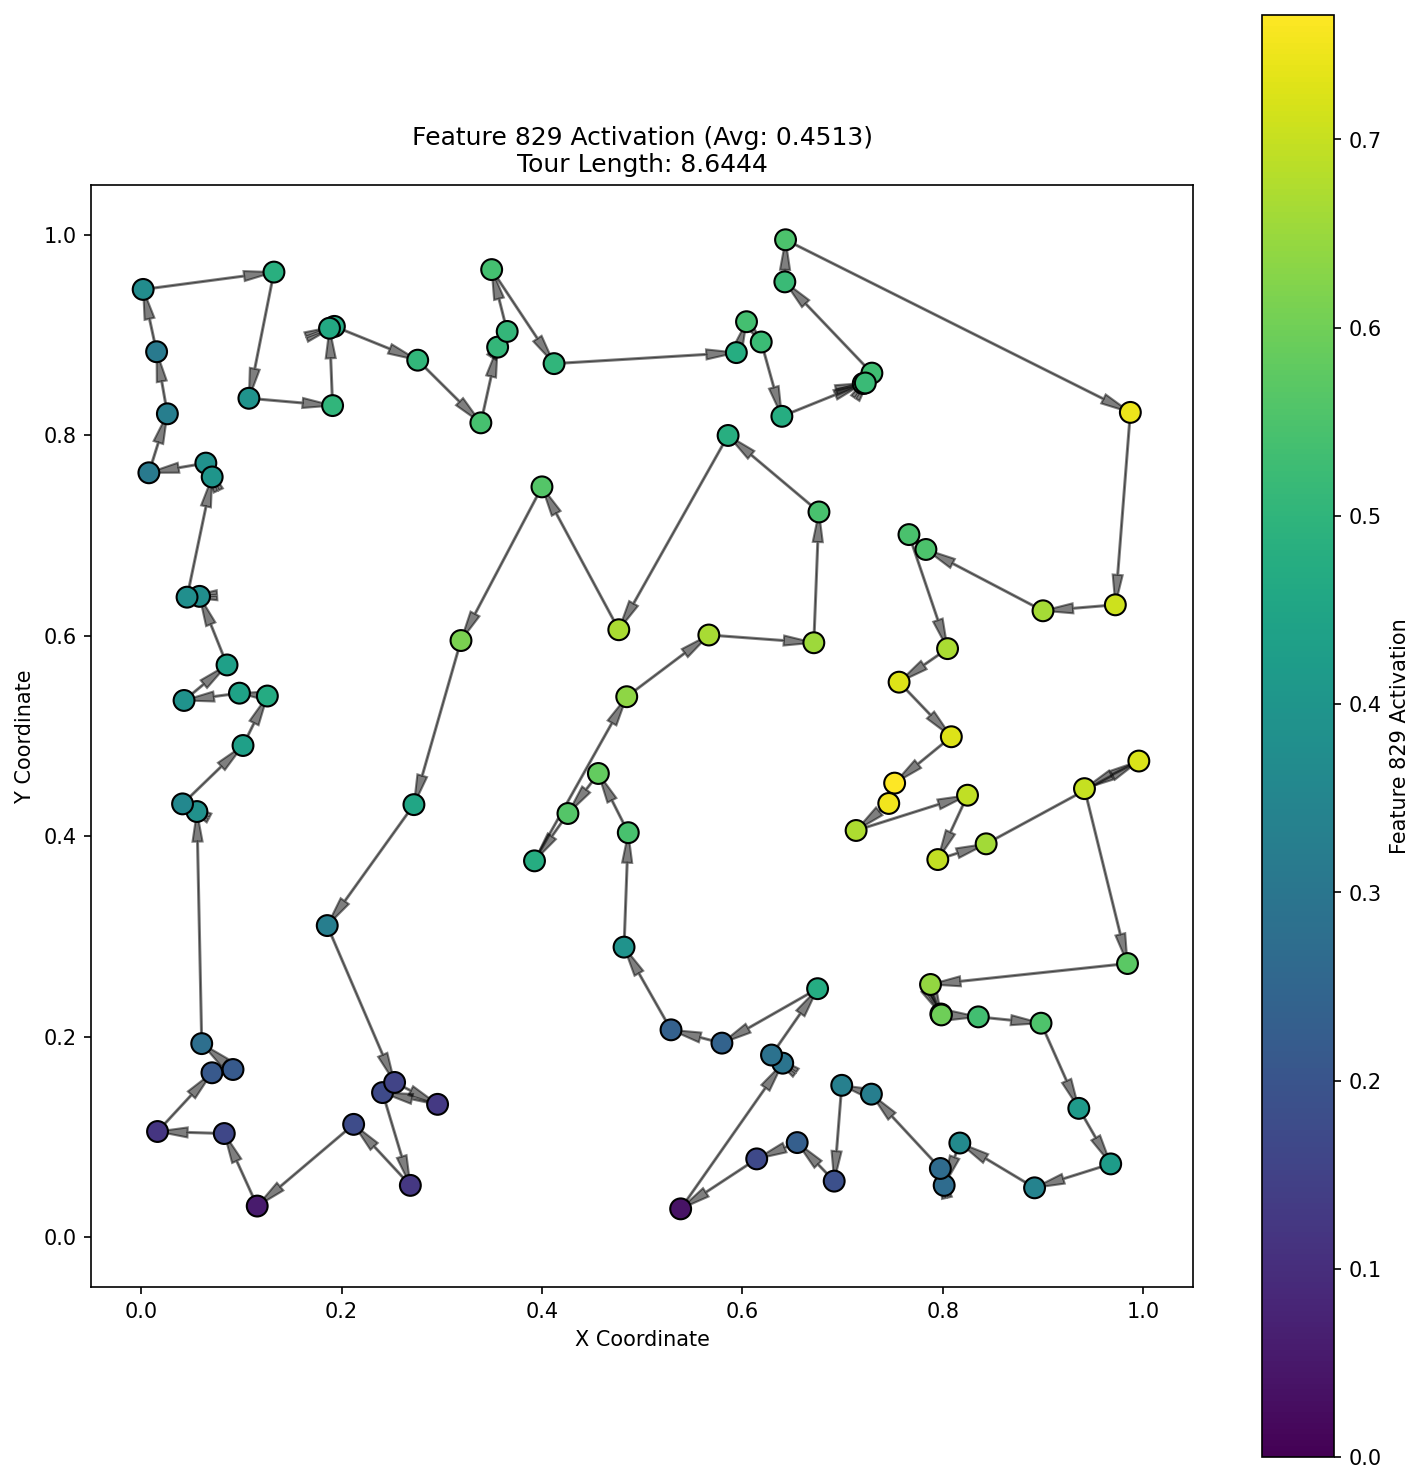 Feature 829 Activation (Avg: 0.4513)
Tour Length: 8.6444
1.0
0.8
0.6
0.4
0.2
0.0
Y Coordinate
0.0 0.2 0.4 0.6 0.8 1.0
X Coordinate
0.7
0.6
0.5
0.4
0.3
0.2
0.1
0.0
Feature 829 Activation